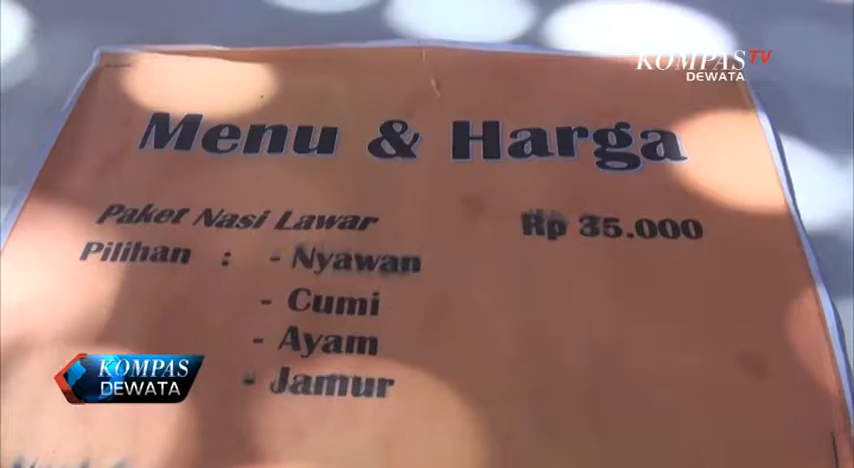 KOMPAS TV
DEWATA
Menu & Harga
Paket Nasi Lawar Rp 35.000
Pilihan : - Nyawan
- Cumi
- Ayam
- Jamur
KOMPAS
DEWATA